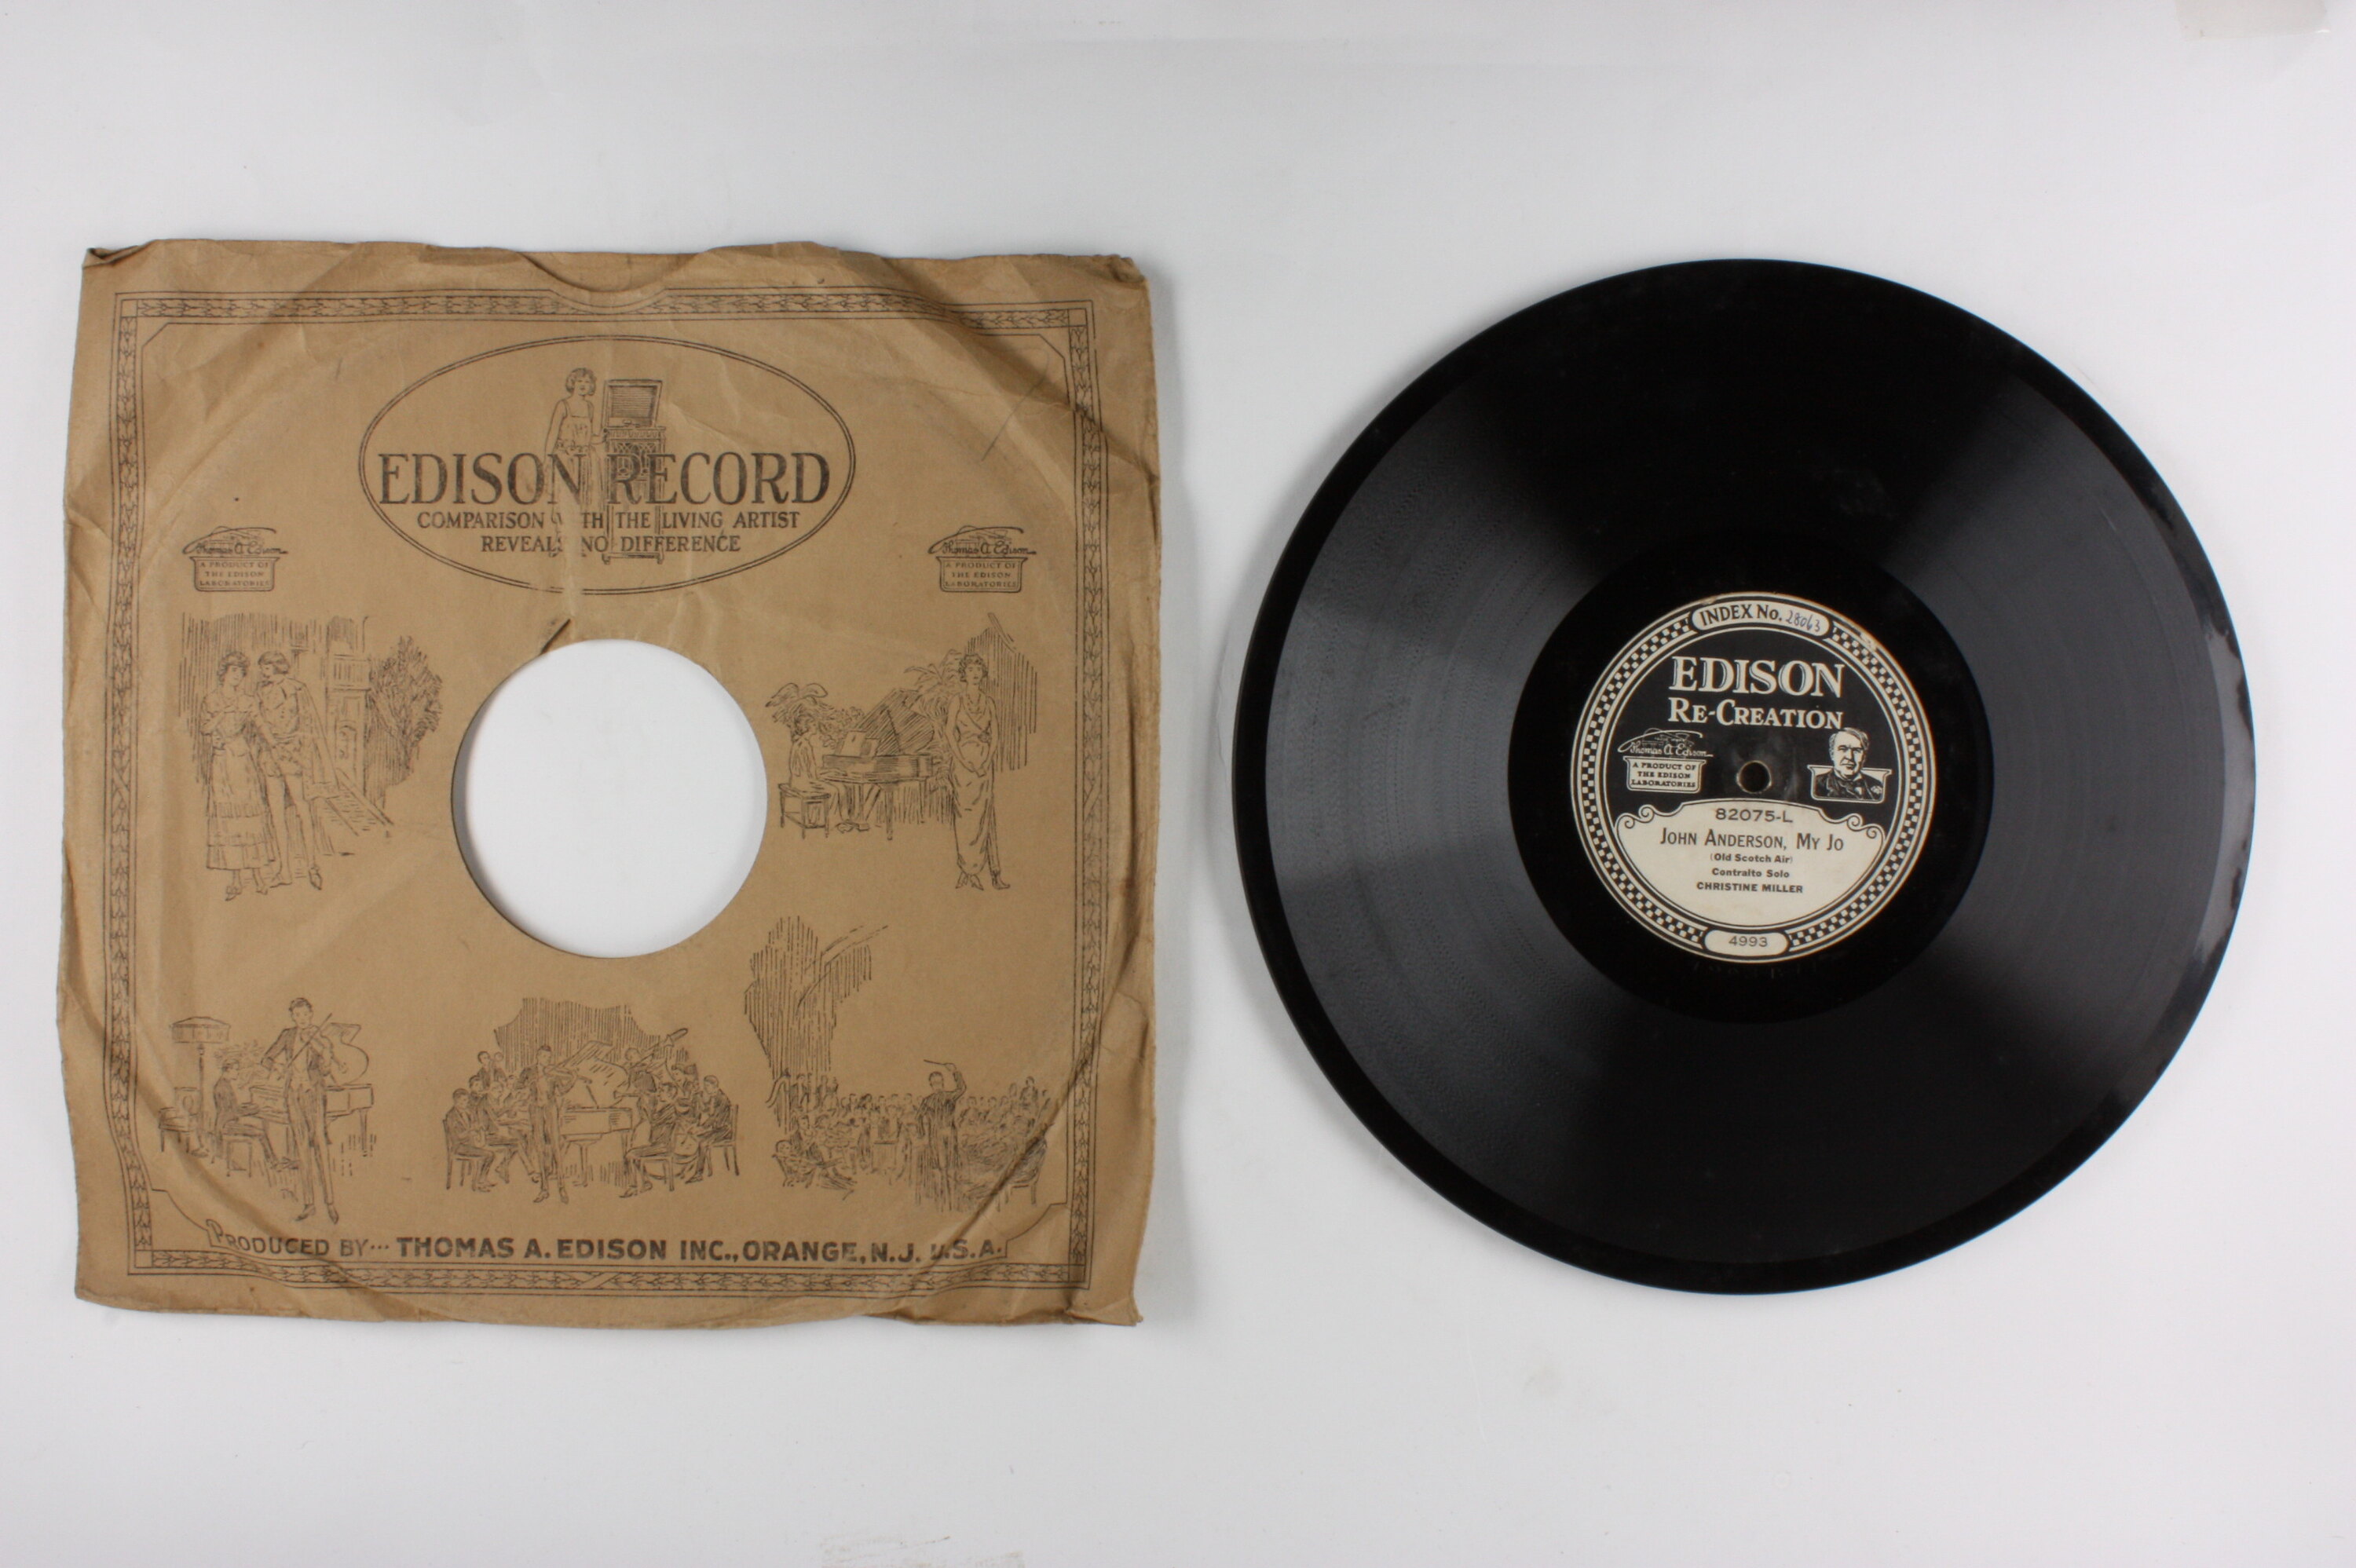 EDISON RECORD
COMPARISON WITH THE LIVING ARTIST
REVEALS NO DIFFERENCE
Thomas A. Edison
A PRODUCT OF
THE EDISON
LABORATORIES
Thomas A. Edison
A PRODUCT OF
THE EDISON
LABORATORIES
PRODUCED BY... THOMAS A. EDISON INC., ORANGE, N.J. U.S.A.
INDEX No. 28063
EDISON
RE-CREATION
Thomas A. Edison
A PRODUCT OF
THE EDISON
LABORATORIES
82075-L
JOHN ANDERSON, MY JO
(Old Scotch Air)
Contralto Solo
CHRISTINE MILLER
4993